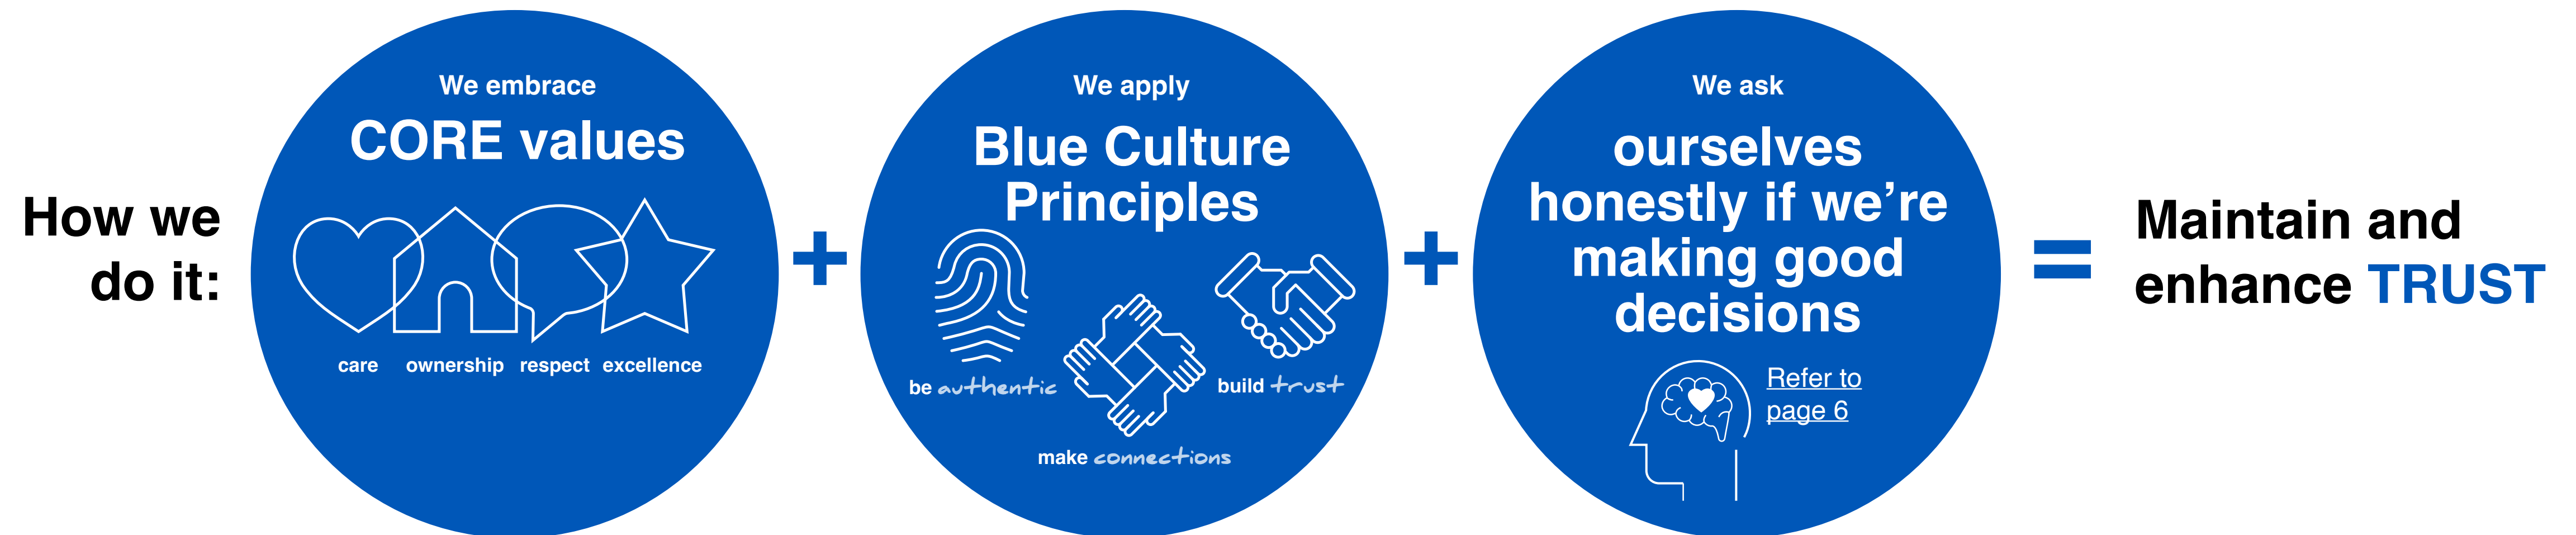 How we
do it:
We embrace
CORE values
care ownership respect excellence
+
We apply
Blue Culture
Principles
be authentic
make connections
build trust
+
We ask
ourselves
honestly if we’re
making good
decisions
Refer to
page 6
=
Maintain and
enhance TRUST